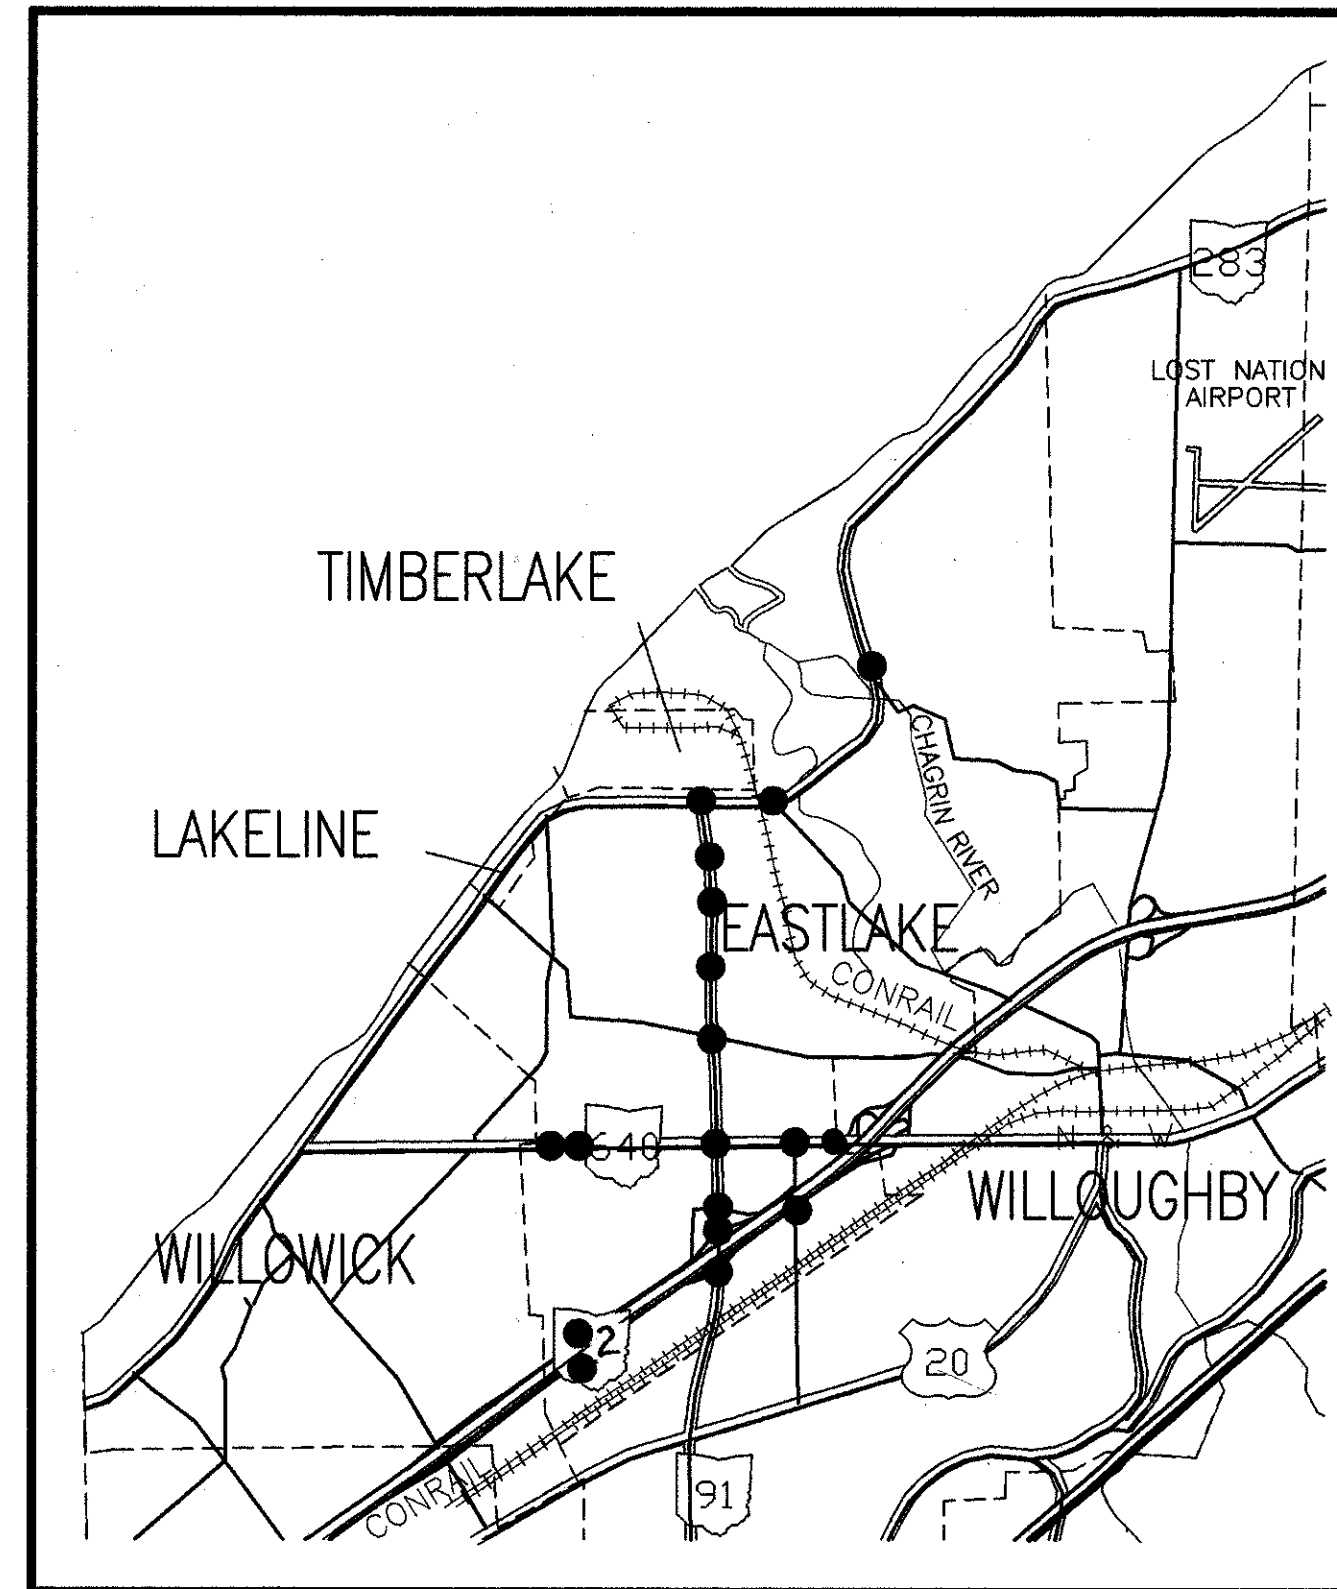 283
LOST NATION
AIRPORT
TIMBERLAKE
CHAGRIN RIVER
LAKELINE
EASTLAKE
CONRAIL
640
N & W
WILLOUGHBY
WILLOWICK
2
20
91
CONRAIL